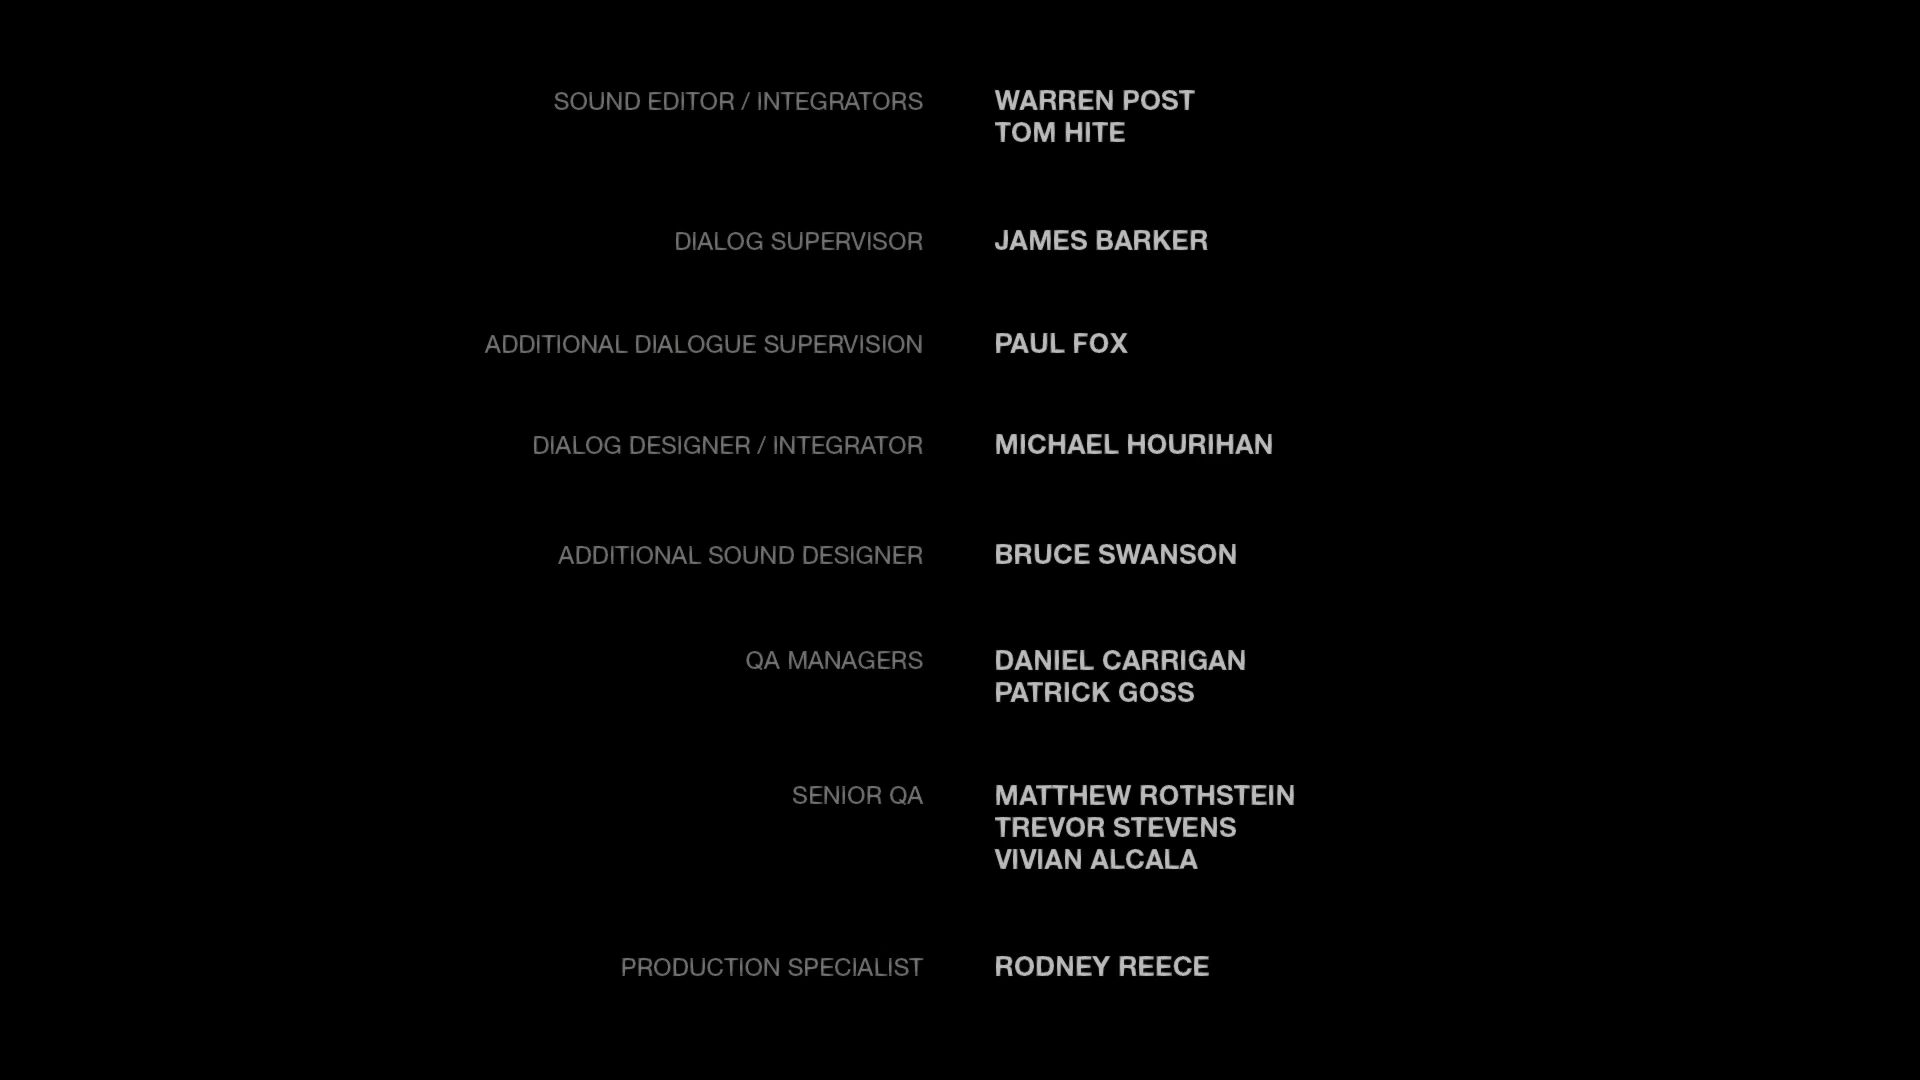 SOUND EDITOR / INTEGRATORS WARREN POST
TOM HITE
DIALOG SUPERVISOR JAMES BARKER
ADDITIONAL DIALOGUE SUPERVISION PAUL FOX
DIALOG DESIGNER / INTEGRATOR MICHAEL HOURIHAN
ADDITIONAL SOUND DESIGNER BRUCE SWANSON
QA MANAGERS DANIEL CARRIGAN
PATRICK GOSS
SENIOR QA MATTHEW ROTHSTEIN
TREVOR STEVENS
VIVIAN ALCALA
PRODUCTION SPECIALIST RODNEY REECE